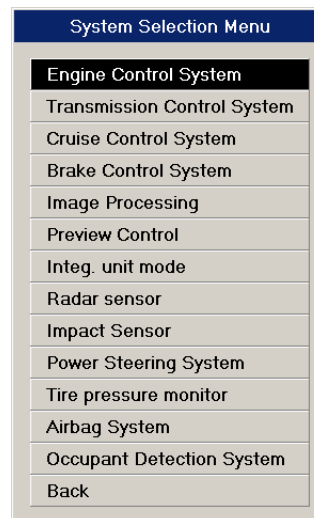 System Selection Menu
Engine Control System
Transmission Control System
Cruise Control System
Brake Control System
Image Processing
Preview Control
Integ. unit mode
Radar sensor
Impact Sensor
Power Steering System
Tire pressure monitor
Airbag System
Occupant Detection System
Back